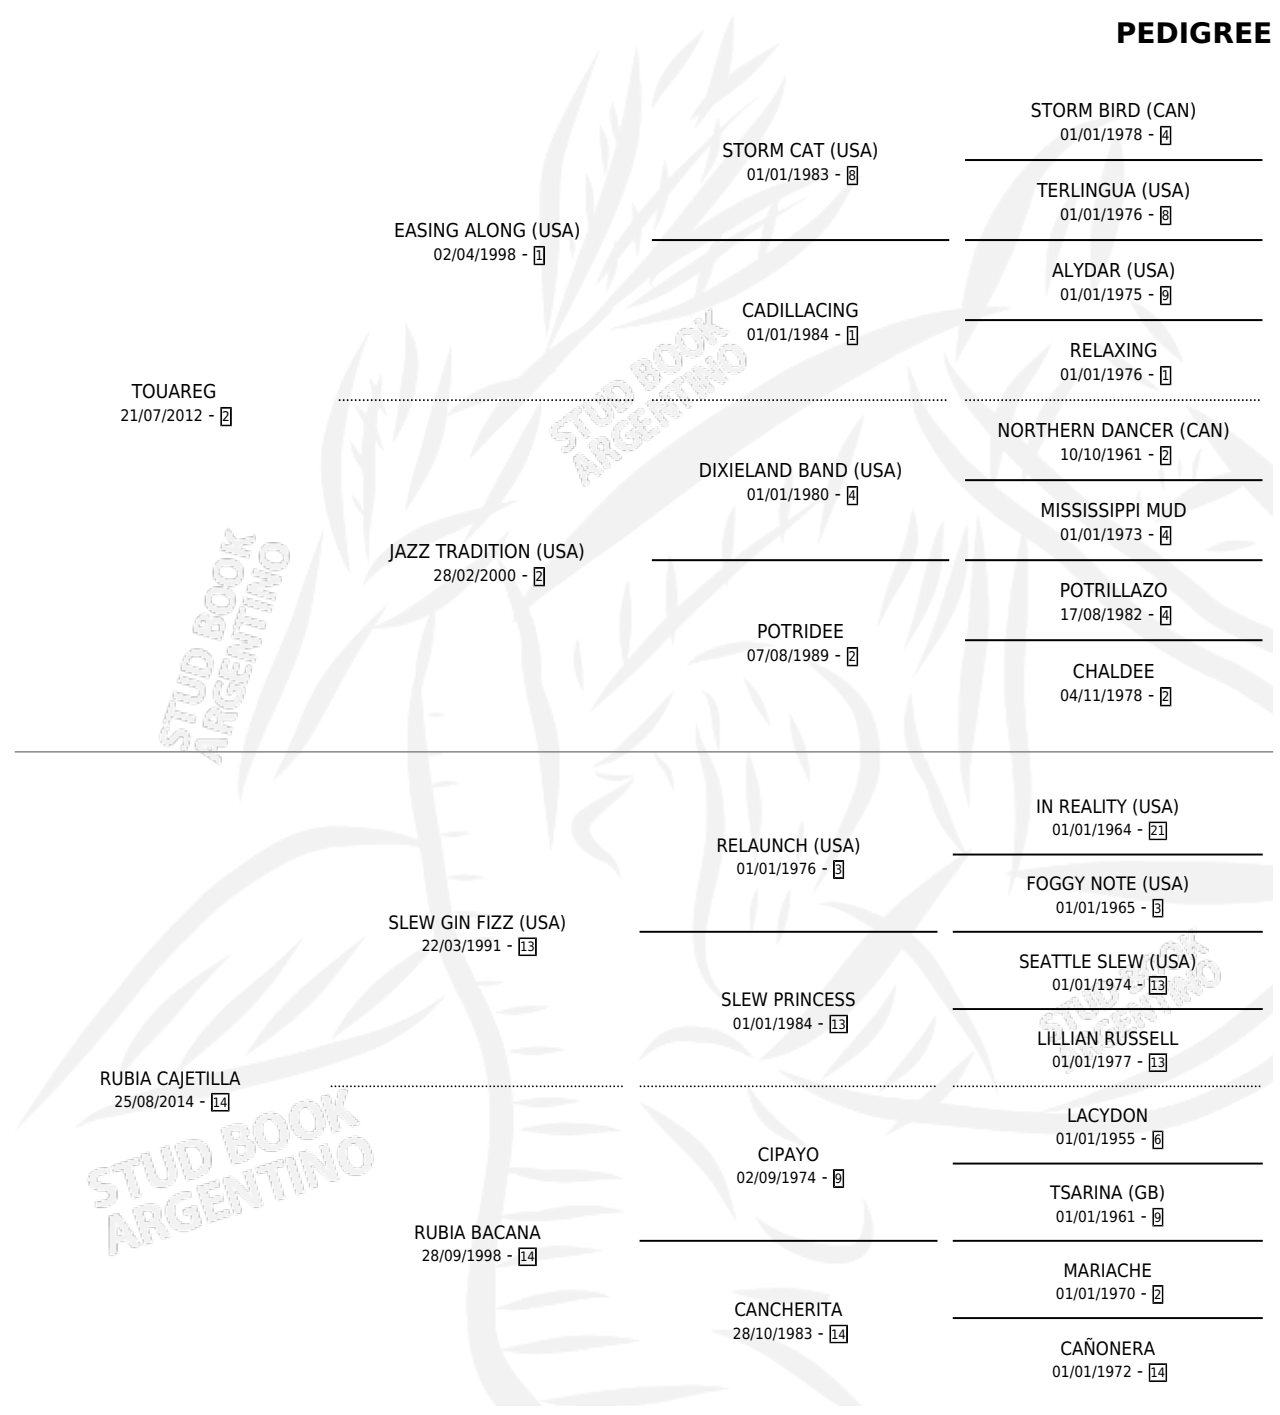 PEDIGREE
STORM BIRD (CAN)
01/01/1978 - 4
STORM CAT (USA)
01/01/1983 - 8
TERLINGUA (USA)
01/01/1976 - 8
EASING ALONG (USA)
02/04/1998 - 1
ALYDAR (USA)
01/01/1975 - 9
CADILLACING
01/01/1984 - 1
RELAXING
01/01/1976 - 1
TOUAREG
21/07/2012 - 2
NORTHERN DANCER (CAN)
10/10/1961 - 2
DIXIELAND BAND (USA)
01/01/1980 - 4
MISSISSIPPI MUD
01/01/1973 - 4
JAZZ TRADITION (USA)
28/02/2000 - 2
POTRILLAZO
17/08/1982 - 4
POTRIDEE
07/08/1989 - 2
CHALDEE
04/11/1978 - 2
IN REALITY (USA)
01/01/1964 - 21
RELAUNCH (USA)
01/01/1976 - 3
FOGGY NOTE (USA)
01/01/1965 - 3
SLEW GIN FIZZ (USA)
22/03/1991 - 13
SEATTLE SLEW (USA)
01/01/1974 - 13
SLEW PRINCESS
01/01/1984 - 13
LILLIAN RUSSELL
01/01/1977 - 13
RUBIA CAJETILLA
25/08/2014 - 14
LACYDON
01/01/1955 - 6
CIPAYO
02/09/1974 - 9
TSARINA (GB)
01/01/1961 - 9
RUBIA BACANA
28/09/1998 - 14
MARIACHE
01/01/1970 - 2
CANCHERITA
28/10/1983 - 14
CAÑONERA
01/01/1972 - 14
STUD BOOK
ARGENTINO
STUD BOOK
ARGENTINO
STUD BOOK
ARGENTINO
STUD BOOK
ARGENTINO